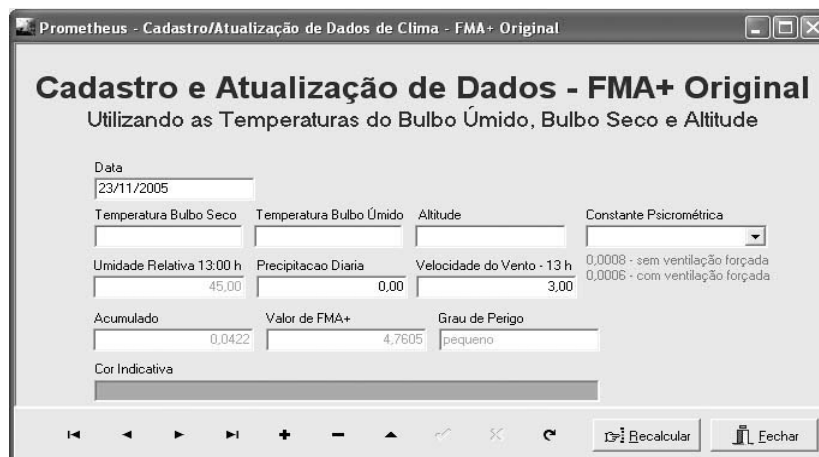 Prometheus - Cadastro/Atualização de Dados de Clima - FMA+ Original
Cadastro e Atualização de Dados - FMA+ Original
Utilizando as Temperaturas do Bulbo Úmido, Bulbo Seco e Altitude
Data
23/11/2005
Temperatura Bulbo Seco Temperatura Bulbo Úmido Altitude Constante Psicrométrica
0,0008 - sem ventilação forçada
0,0006 - com ventilação forçada
Umidade Relativa 13:00 h Precipitacao Diaria Velocidade do Vento - 13 h
45,00 0,00 3,00
Acumulado Valor de FMA+ Grau de Perigo
0,0422 4,7605 pequeno
Cor Indicativa
Recalcular Fechar